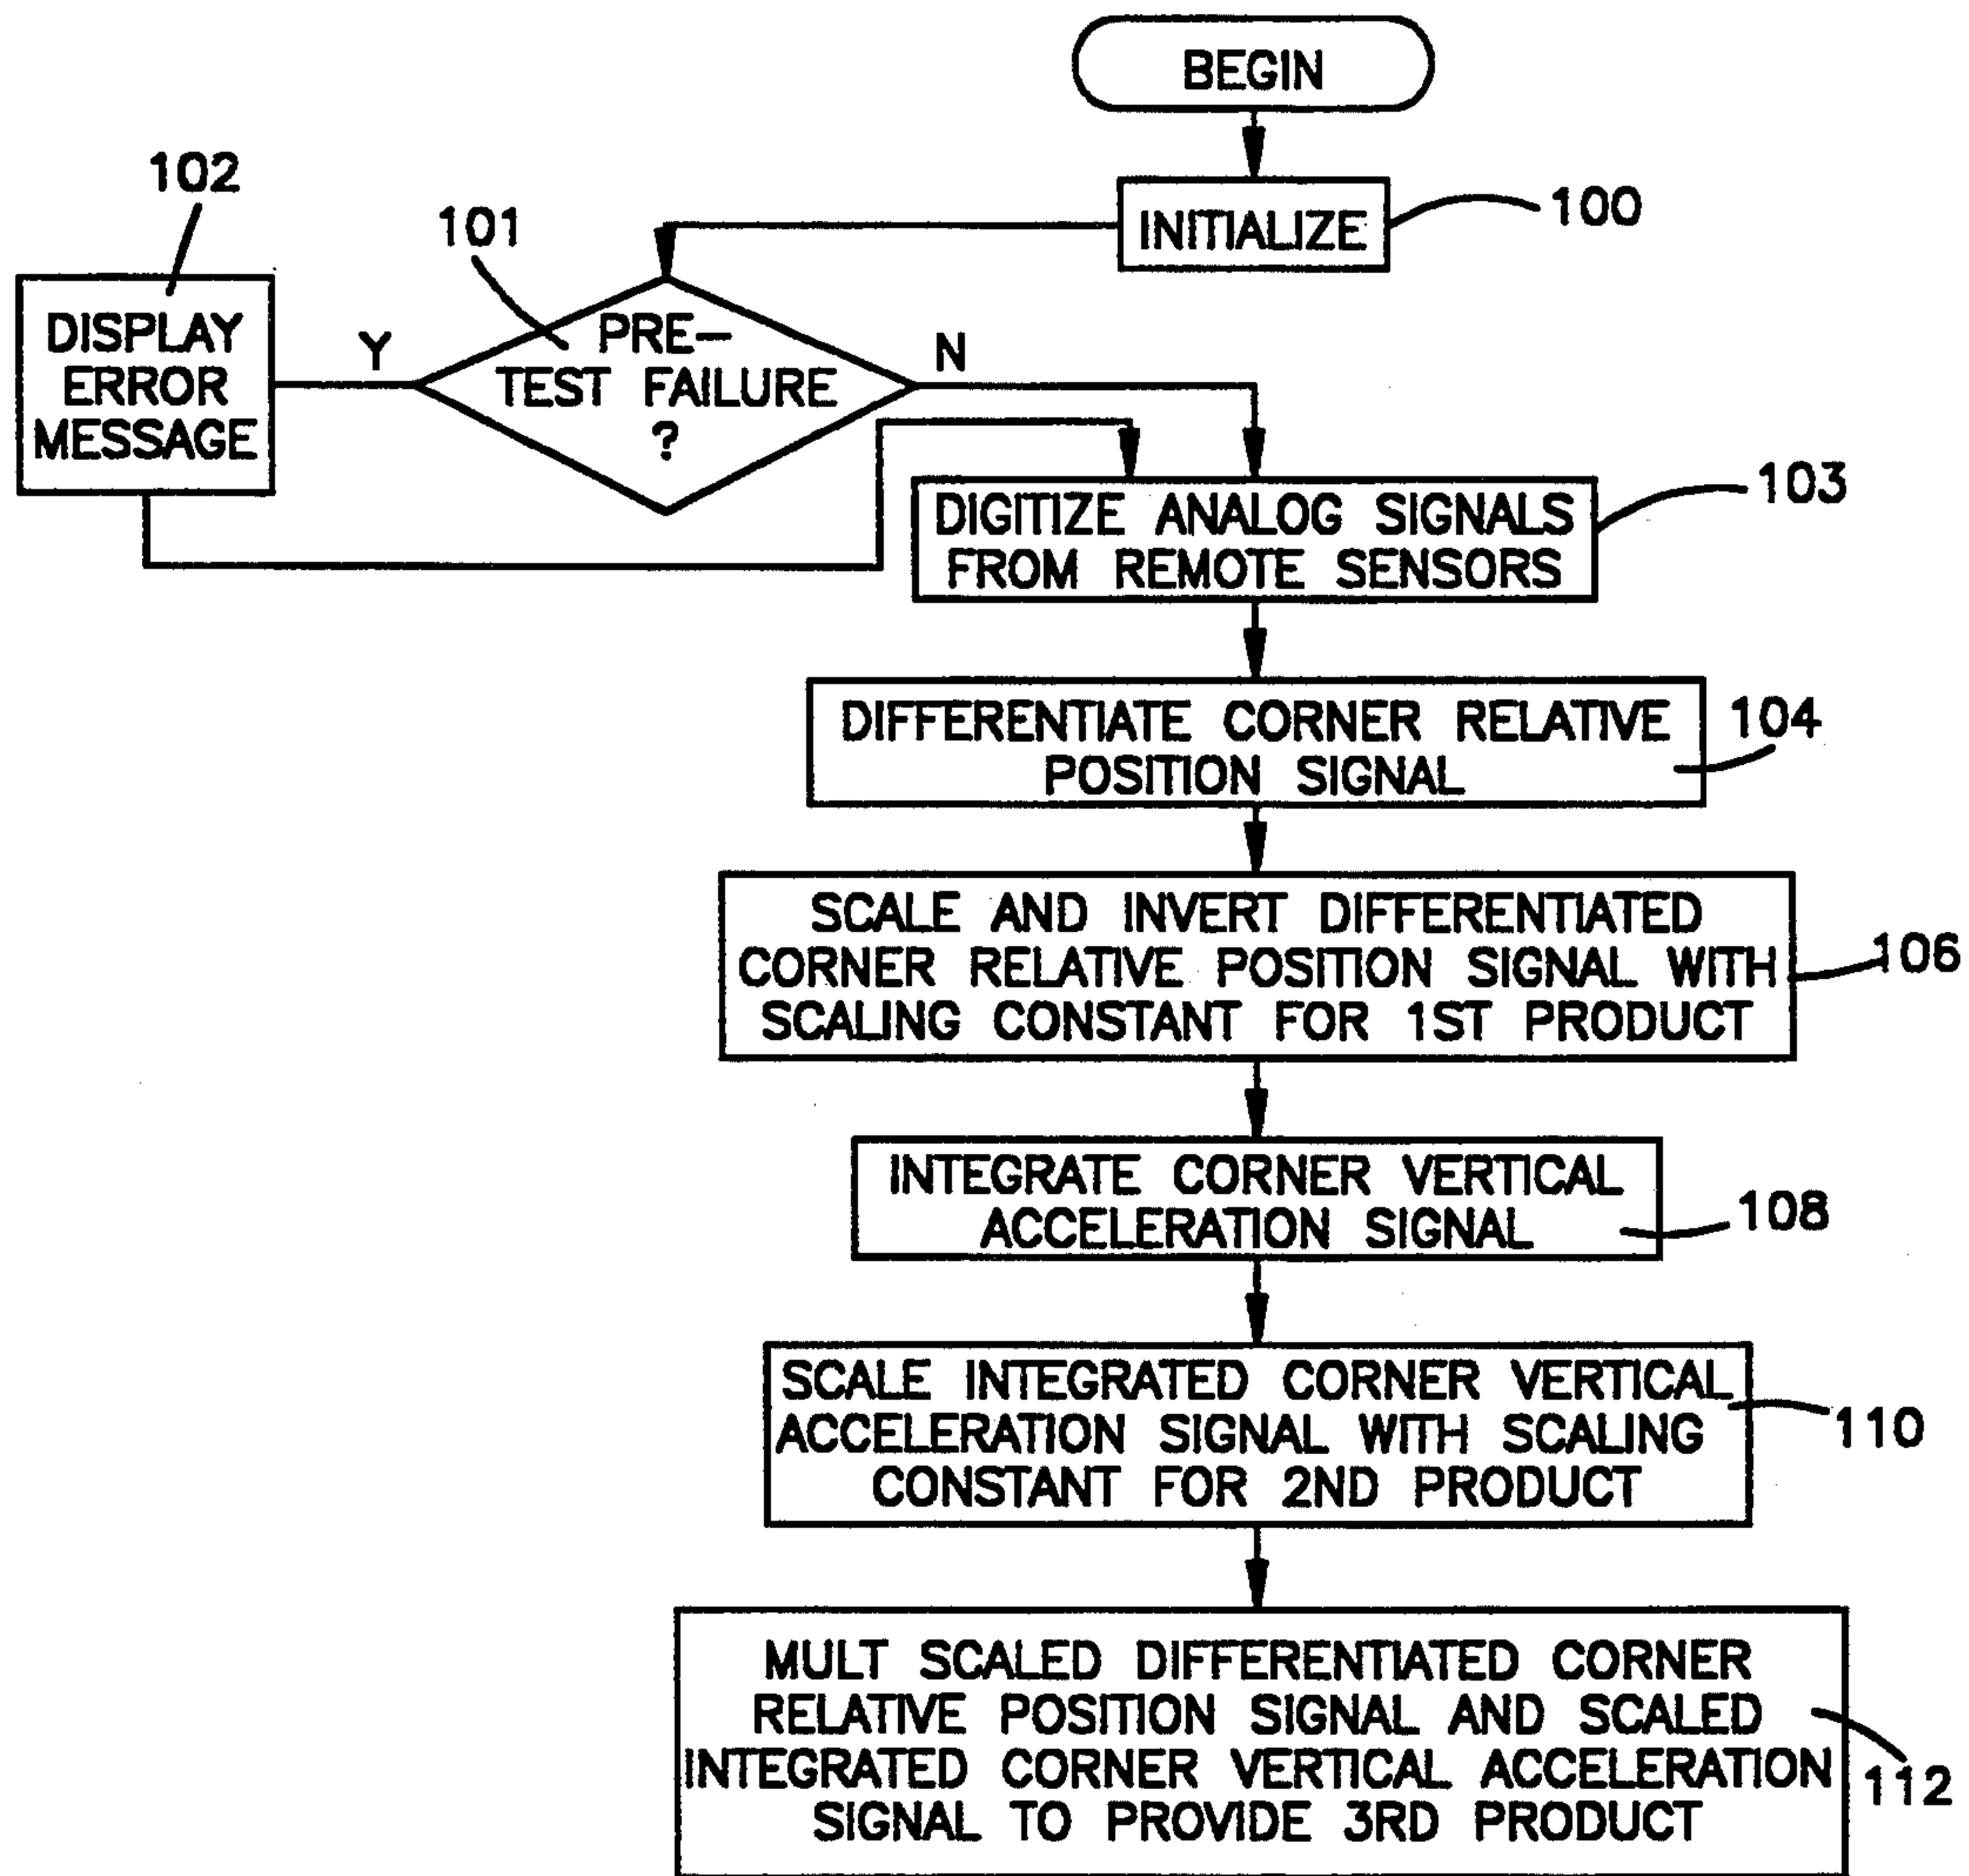 BEGIN
INITIALIZE
100
102
101
DISPLAY
ERROR
MESSAGE
Y
PRE-
TEST FAILURE
?
N
DIGITIZE ANALOG SIGNALS
FROM REMOTE SENSORS
103
DIFFERENTIATE CORNER RELATIVE
POSITION SIGNAL
104
SCALE AND INVERT DIFFERENTIATED
CORNER RELATIVE POSITION SIGNAL WITH
SCALING CONSTANT FOR 1ST PRODUCT
106
INTEGRATE CORNER VERTICAL
ACCELERATION SIGNAL
108
SCALE INTEGRATED CORNER VERTICAL
ACCELERATION SIGNAL WITH SCALING
CONSTANT FOR 2ND PRODUCT
110
MULT SCALED DIFFERENTIATED CORNER
RELATIVE POSITION SIGNAL AND SCALED
INTEGRATED CORNER VERTICAL ACCELERATION
SIGNAL TO PROVIDE 3RD PRODUCT
112